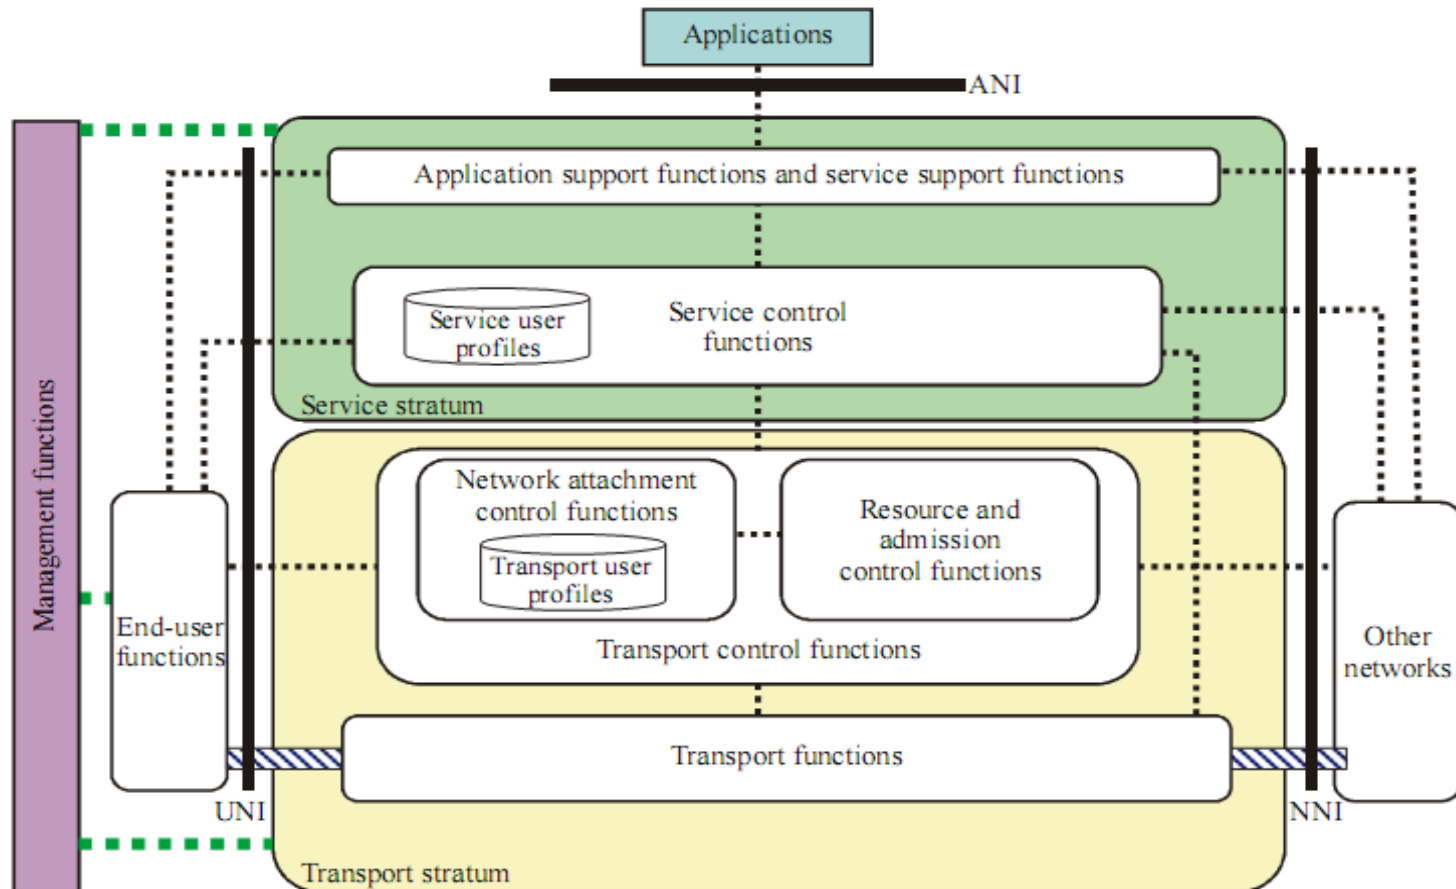 Applications
ANI
Application support functions and service support functions
Service user
profiles
Service control
functions
Service stratum
Management functions
Network attachment
control functions
Transport user
profiles
Resource and
admission
control functions
Transport control functions
End-user
functions
Other
networks
Transport functions
UNI
NNI
Transport stratum